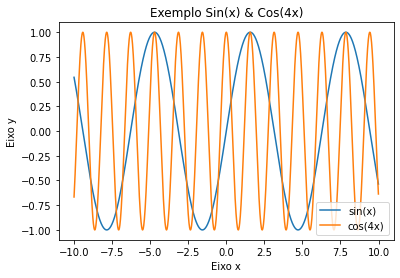 Exemplo Sin(x) & Cos(4x)
1.00
0.75
0.50
0.25
0.00
−0.25
−0.50
−0.75
−1.00
Eixo y
sin(x)
cos(4x)
−10.0 −7.5 −5.0 −2.5 0.0 2.5 5.0 7.5 10.0
Eixo x